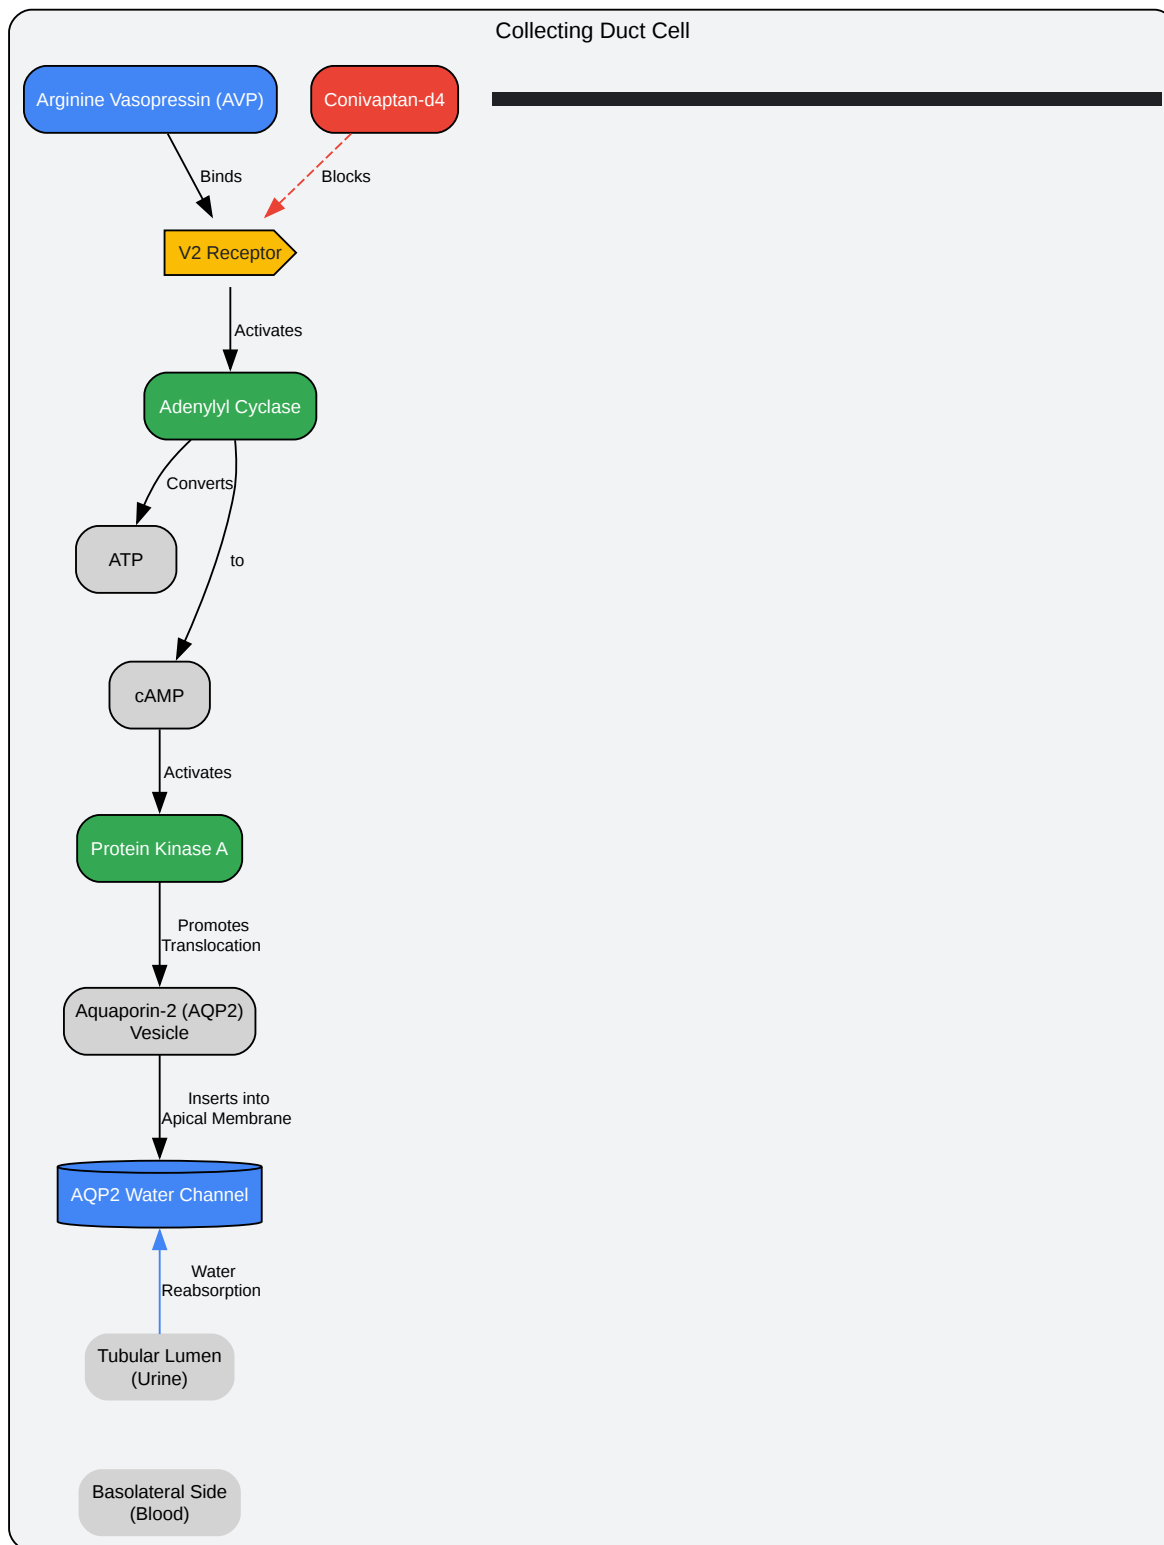 Collecting Duct Cell
Arginine Vasopressin (AVP)
Conivaptan-d4
Binds
Blocks
V2 Receptor
Activates
Adenylyl Cyclase
Converts
ATP
to
cAMP
Activates
Protein Kinase A
Promotes
Translocation
Aquaporin-2 (AQP2)
Vesicle
Inserts into
Apical Membrane
AQP2 Water Channel
Water
Reabsorption
Tubular Lumen
(Urine)
Basolateral Side
(Blood)